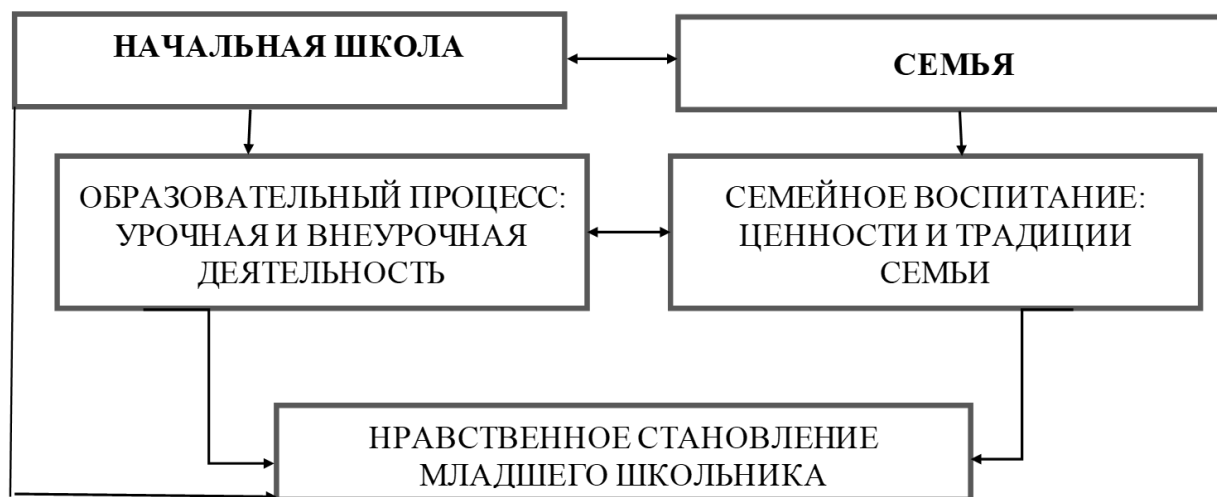 НАЧАЛЬНАЯ ШКОЛА
СЕМЬЯ
ОБРАЗОВАТЕЛЬНЫЙ ПРОЦЕСС:
УРОЧНАЯ И ВНЕУРОЧНАЯ
ДЕЯТЕЛЬНОСТЬ
СЕМЕЙНОЕ ВОСПИТАНИЕ:
ЦЕННОСТИ И ТРАДИЦИИ
СЕМЬИ
НРАВСТВЕННОЕ СТАНОВЛЕНИЕ
МЛАДШЕГО ШКОЛЬНИКА